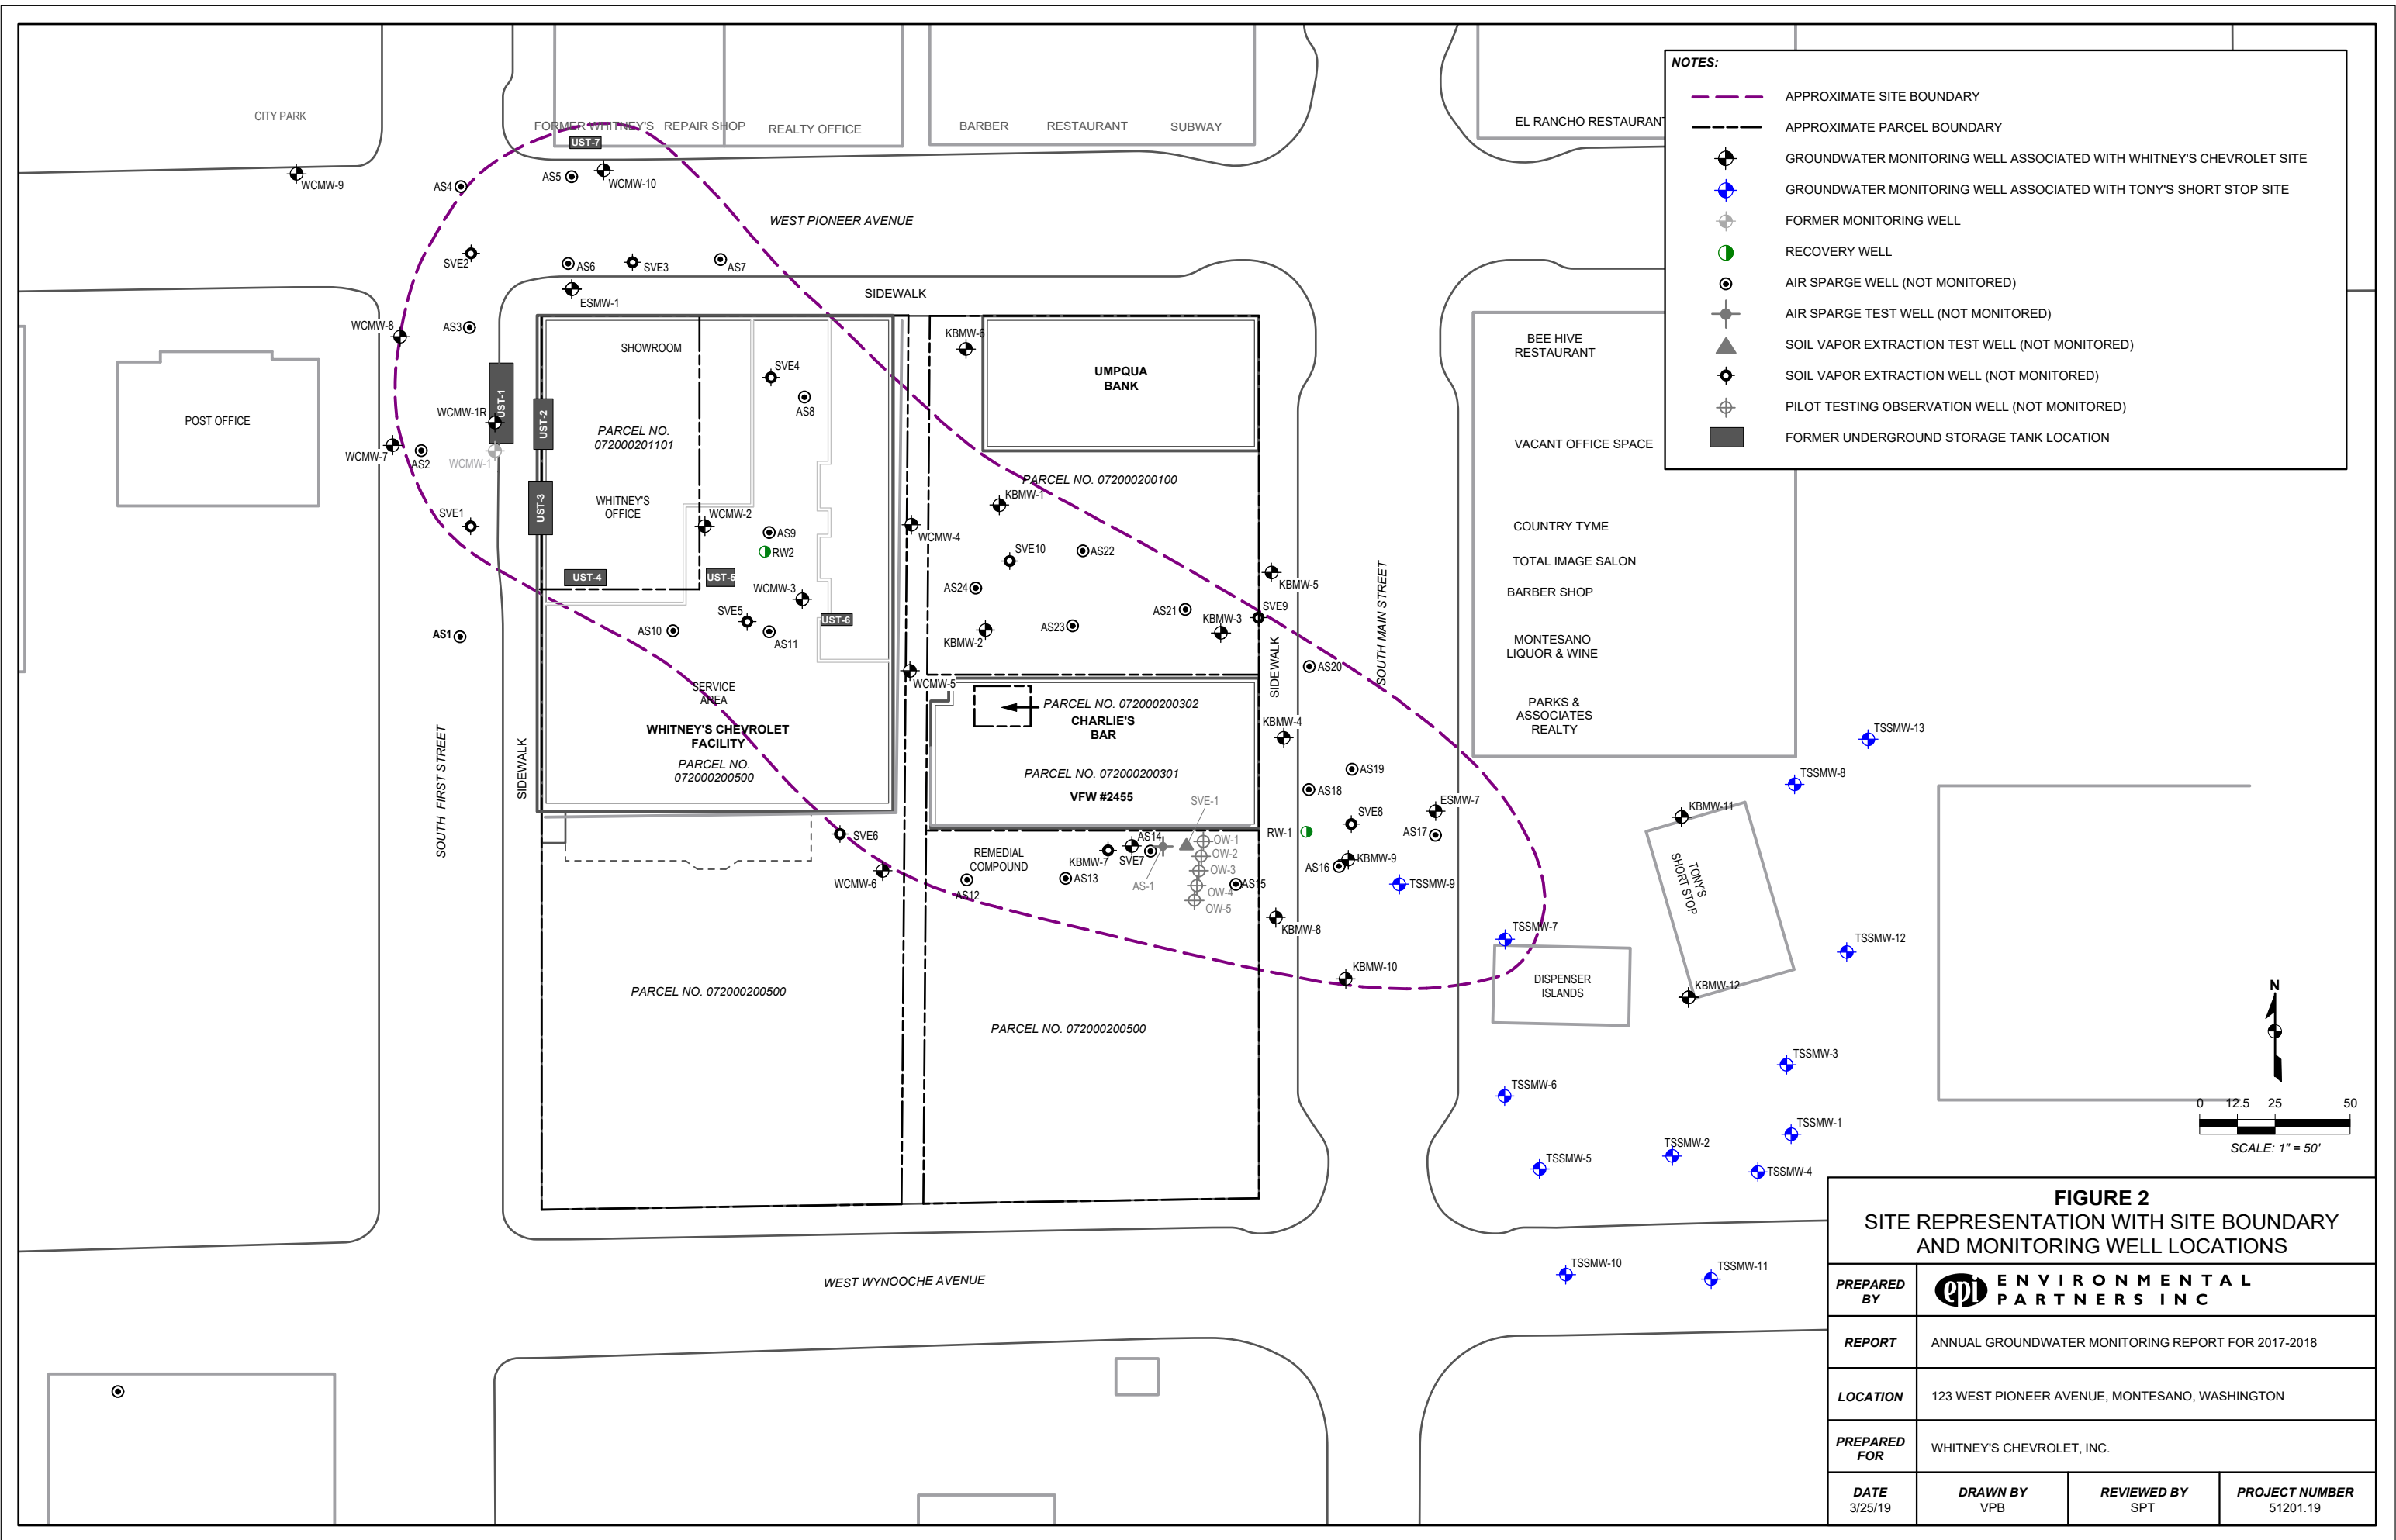 NOTES:
APPROXIMATE SITE BOUNDARY
APPROXIMATE PARCEL BOUNDARY
GROUNDWATER MONITORING WELL ASSOCIATED WITH WHITNEY'S CHEVROLET SITE
GROUNDWATER MONITORING WELL ASSOCIATED WITH TONY'S SHORT STOP SITE
FORMER MONITORING WELL
RECOVERY WELL
AIR SPARGE WELL (NOT MONITORED)
AIR SPARGE TEST WELL (NOT MONITORED)
SOIL VAPOR EXTRACTION TEST WELL (NOT MONITORED)
SOIL VAPOR EXTRACTION WELL (NOT MONITORED)
PILOT TESTING OBSERVATION WELL (NOT MONITORED)
FORMER UNDERGROUND STORAGE TANK LOCATION
CITY PARK
FORMER WHITNEY'S REPAIR SHOP
REALTY OFFICE
BARBER
RESTAURANT
SUBWAY
EL RANCHO RESTAURANT
UST-7
WCMW-9
AS4
AS5
WCMW-10
WEST PIONEER AVENUE
SVE2
AS6
SVE3
AS7
ESMW-1
SIDEWALK
WCMW-8
AS3
SHOWROOM
KBMW-6
SVE4
AS8
UMPQUA
BANK
BEE HIVE
RESTAURANT
POST OFFICE
WCMW-1R
UST-1
UST-2
PARCEL NO.
072000201101
WCMW-7
AS2
WCMW-1
VACANT OFFICE SPACE
PARCEL NO. 072000200100
UST-3
WHITNEY'S
OFFICE
SVE1
WCMW-2
AS9
RW2
WCMW-4
KBMW-1
SVE10
AS22
COUNTRY TYME
TOTAL IMAGE SALON
BARBER SHOP
UST-4
UST-5
WCMW-3
AS24
KBMW-5
SVE9
AS21
KBMW-3
SVE5
UST-6
AS1
AS10
AS11
KBMW-2
AS23
SIDEWALK
SOUTH MAIN STREET
MONTESANO
LIQUOR & WINE
AS20
WCMW-5
SERVICE
AREA
PARCEL NO. 072000200302
CHARLIE'S
BAR
PARKS &
ASSOCIATES
REALTY
KBMW-4
WHITNEY'S CHEVROLET
FACILITY
PARCEL NO.
072000200500
SOUTH FIRST STREET
SIDEWALK
PARCEL NO. 072000200301
VFW #2455
AS19
AS18
TSSMW-13
TSSMW-8
SVE-1
ESMW-7
SVE8
RW-1
AS17
KBMW-11
TONY'S
SHORT STOP
SVE6
REMEDIAL
COMPOUND
AS14
KBMW-7
SVE7
OW-1
OW-2
OW-3
OW-4
OW-5
AS-1
AS16
KBMW-9
WCMW-6
AS12
AS13
AS15
TSSMW-9
KBMW-8
TSSMW-7
TSSMW-12
KBMW-10
DISPENSER
ISLANDS
KBMW-12
PARCEL NO. 072000200500
PARCEL NO. 072000200500
N
TSSMW-3
TSSMW-6
0 12.5 25 50
SCALE: 1" = 50'
TSSMW-1
TSSMW-2
TSSMW-5
TSSMW-4
TSSMW-10
TSSMW-11
WEST WYNOOCHE AVENUE
FIGURE 2
SITE REPRESENTATION WITH SITE BOUNDARY
AND MONITORING WELL LOCATIONS
PREPARED
BY
epi
ENVIRONMENTAL
PARTNERS INC
REPORT
ANNUAL GROUNDWATER MONITORING REPORT FOR 2017-2018
LOCATION
123 WEST PIONEER AVENUE, MONTESANO, WASHINGTON
PREPARED
FOR
WHITNEY'S CHEVROLET, INC.
DATE
3/25/19
DRAWN BY
VPB
REVIEWED BY
SPT
PROJECT NUMBER
51201.19